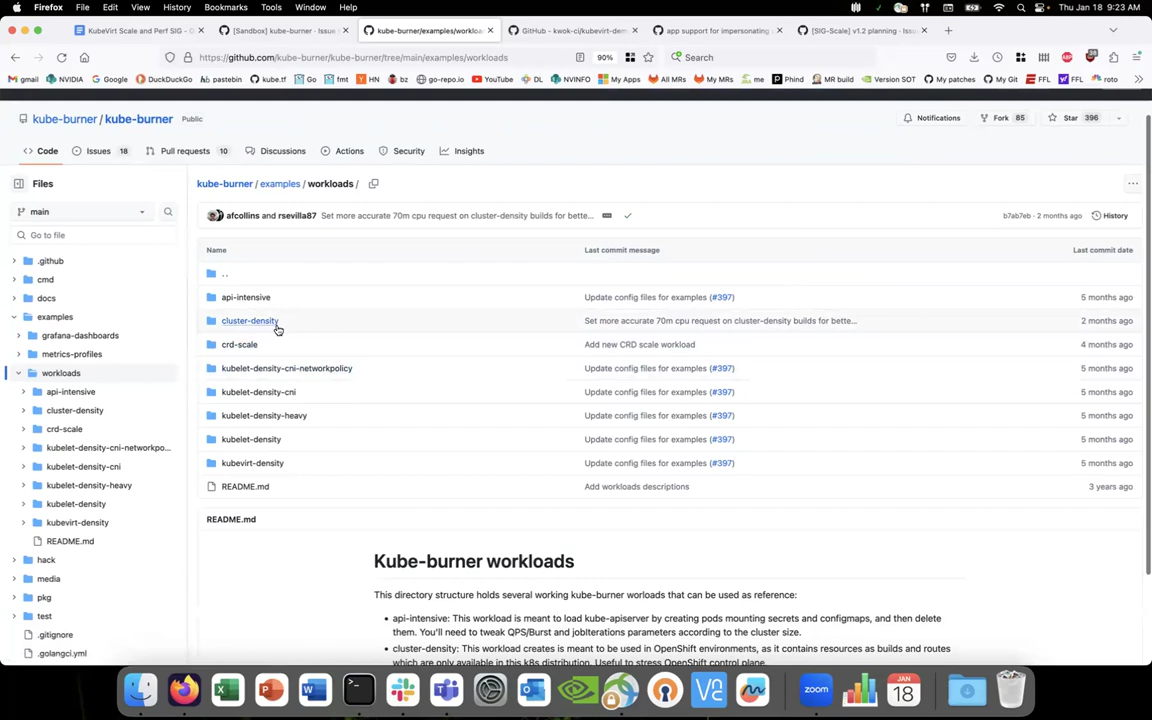 Firefox File Edit View History Bookmarks Tools Window Help Thu Jan 18 9:23 AM
KubeVirt Scale and Perf SIG - G
[Sandbox] kube-burner · Issue
kube-burner/examples/workloa
GitHub - kwok-ci/kubevirt-dem
app support for impersonating
[SIG-Scale] v1.2 planning · Issu
https://github.com/kube-burner/kube-burner/tree/main/examples/workloads 90% Search
gmail NVIDIA Google DuckDuckGo pastebin kube.tf Go fmt HN bz go-repo.io YouTube DL NVINFO My Apps All MRs My MRs me Phind MR build Version SOT My patches My Git FFL FFL roto
kube-burner / kube-burner Public Notifications Fork 85 Star 396
Code Issues 18 Pull requests 10 Discussions Actions Security Insights
Files
main
Go to file
.github
cmd
docs
examples
grafana-dashboards
metrics-profiles
workloads
api-intensive
cluster-density
crd-scale
kubelet-density-cni-networkpo...
kubelet-density-cni
kubelet-density-heavy
kubelet-density
kubevirt-density
README.md
hack
media
pkg
test
.gitignore
.golangci.yml
kube-burner / examples / workloads /
afcollins and rsevilla87 Set more accurate 70m cpu request on cluster-density builds for bette... b7ab7eb · 2 months ago History
Name Last commit message Last commit date
..
api-intensive Update config files for examples (#397) 5 months ago
cluster-density Set more accurate 70m cpu request on cluster-density builds for bette... 2 months ago
crd-scale Add new CRD scale workload 4 months ago
kubelet-density-cni-networkpolicy Update config files for examples (#397) 5 months ago
kubelet-density-cni Update config files for examples (#397) 5 months ago
kubelet-density-heavy Update config files for examples (#397) 5 months ago
kubelet-density Update config files for examples (#397) 5 months ago
kubevirt-density Update config files for examples (#397) 5 months ago
README.md Add workloads descriptions 3 years ago
README.md
Kube-burner workloads
This directory structure holds several working kube-burner worloads that can be used as reference:
• api-intensive: This workload is meant to load kube-apiserver by creating pods mounting secrets and configmaps, and then delete
them. You'll need to tweak QPS/Burst and jobIterations parameters according to the cluster size.
• cluster-density: This workload creates is meant to be used in OpenShift environments, as it contains resources as builds and routes
which are only available in this k8s distribution. Useful to stress OpenShift control plane.
zoom
JAN
18